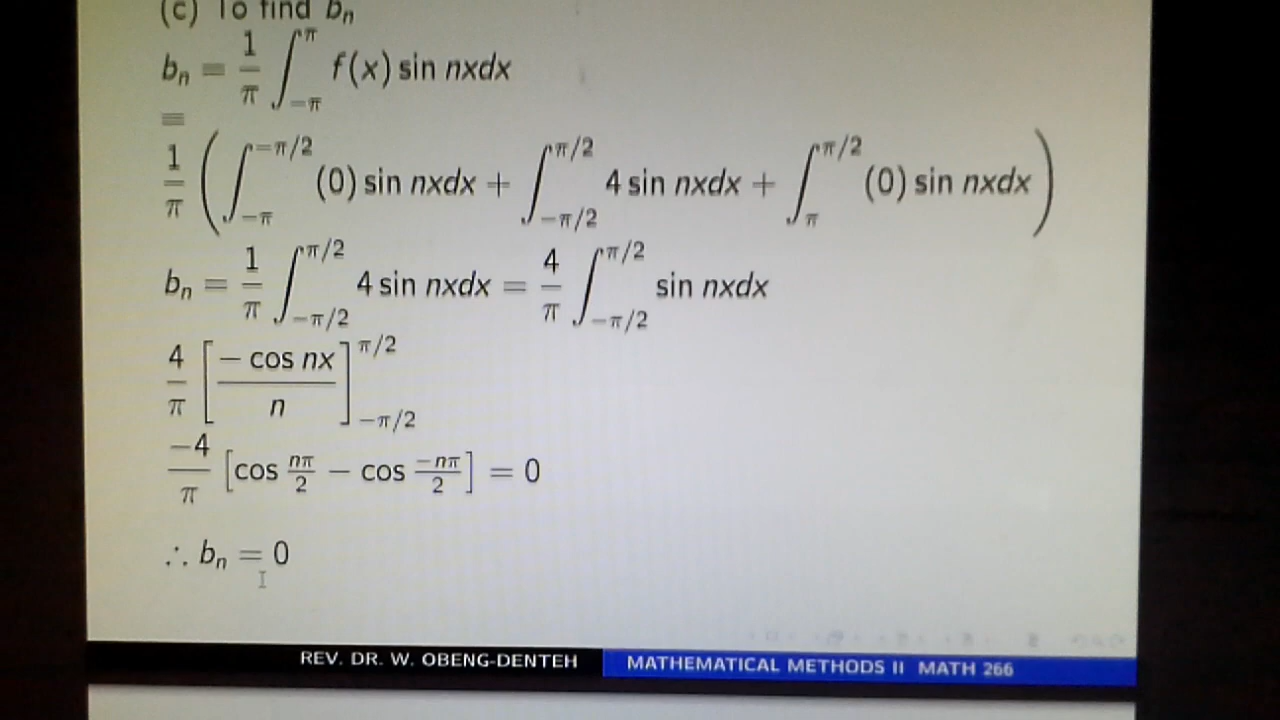 (c) To find bₙ
bₙ = 1/π ∫_{-π}^{π} f(x) sin nxdx
=
1/π (∫_{-π}^{-π/2} (0) sin nxdx + ∫_{-π/2}^{π/2} 4 sin nxdx + ∫_{π}^{π/2} (0) sin nxdx)
bₙ = 1/π ∫_{-π/2}^{π/2} 4 sin nxdx = 4/π ∫_{-π/2}^{π/2} sin nxdx
4/π [(- cos nx)/n]_{-π/2}^{π/2}
-4/π [cos nπ/2 - cos -nπ/2] = 0
∴ bₙ = 0
REV. DR. W. OBENG-DENTEH MATHEMATICAL METHODS II MATH 266